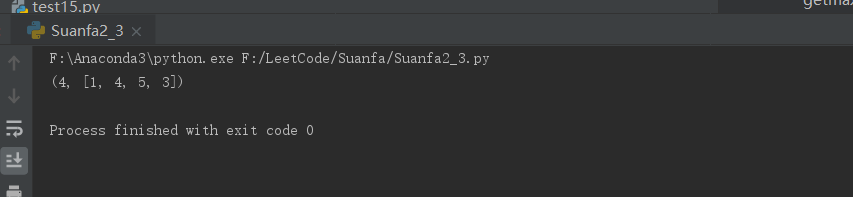 test15.py
getma
Suanfa2_3
F:\Anaconda3\python.exe F:/LeetCode/Suanfa/Suanfa2_3.py
(4, [1, 4, 5, 3])
Process finished with exit code 0